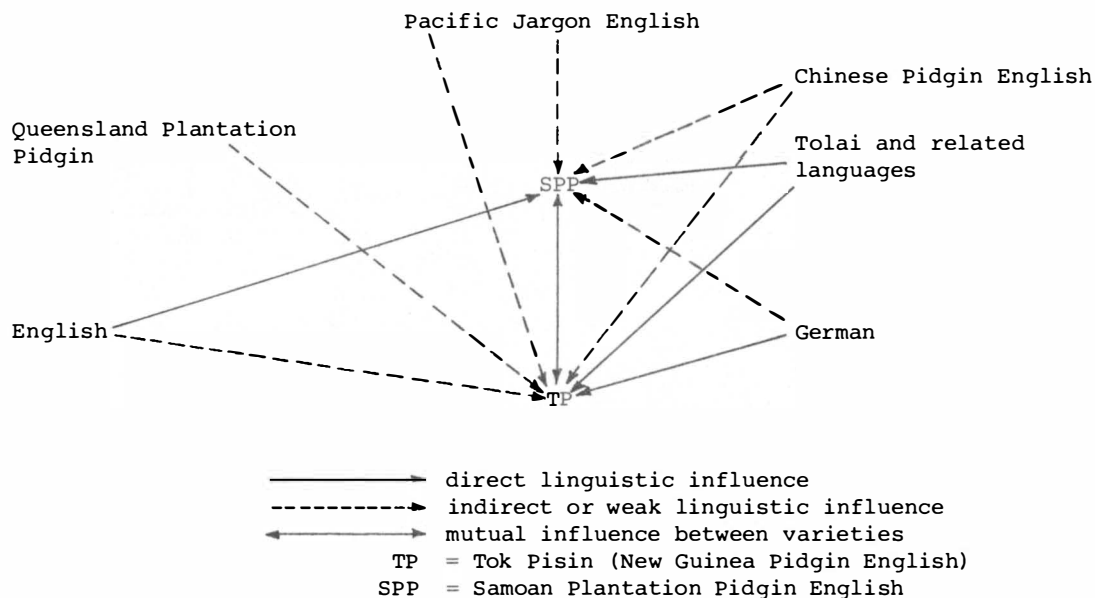 Pacific Jargon English
Chinese Pidgin English
Queensland Plantation
Pidgin
Tolai and related
languages
SPP
English
German
TP
direct linguistic influence
indirect or weak linguistic influence
mutual influence between varieties
TP = Tok Pisin (New Guinea Pidgin English)
SPP = Samoan Plantation Pidgin English